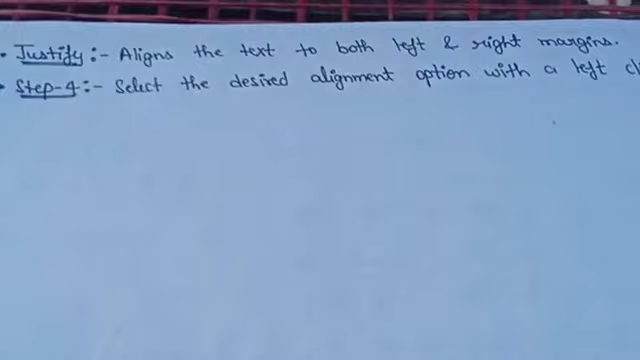 • Justify :- Aligns the text to both left & right margins.
• Step-4 :- Select the desired alignment option with a left